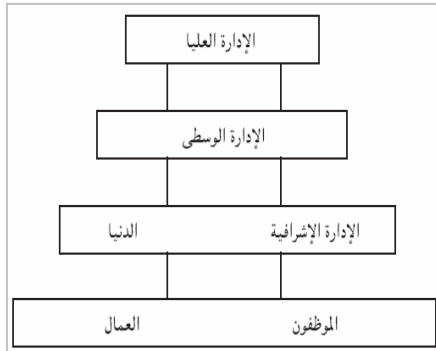 الإدارة العليا
الإدارة الوسطى
الإدارة الإشرافية الدنيا
الموظفون العمال